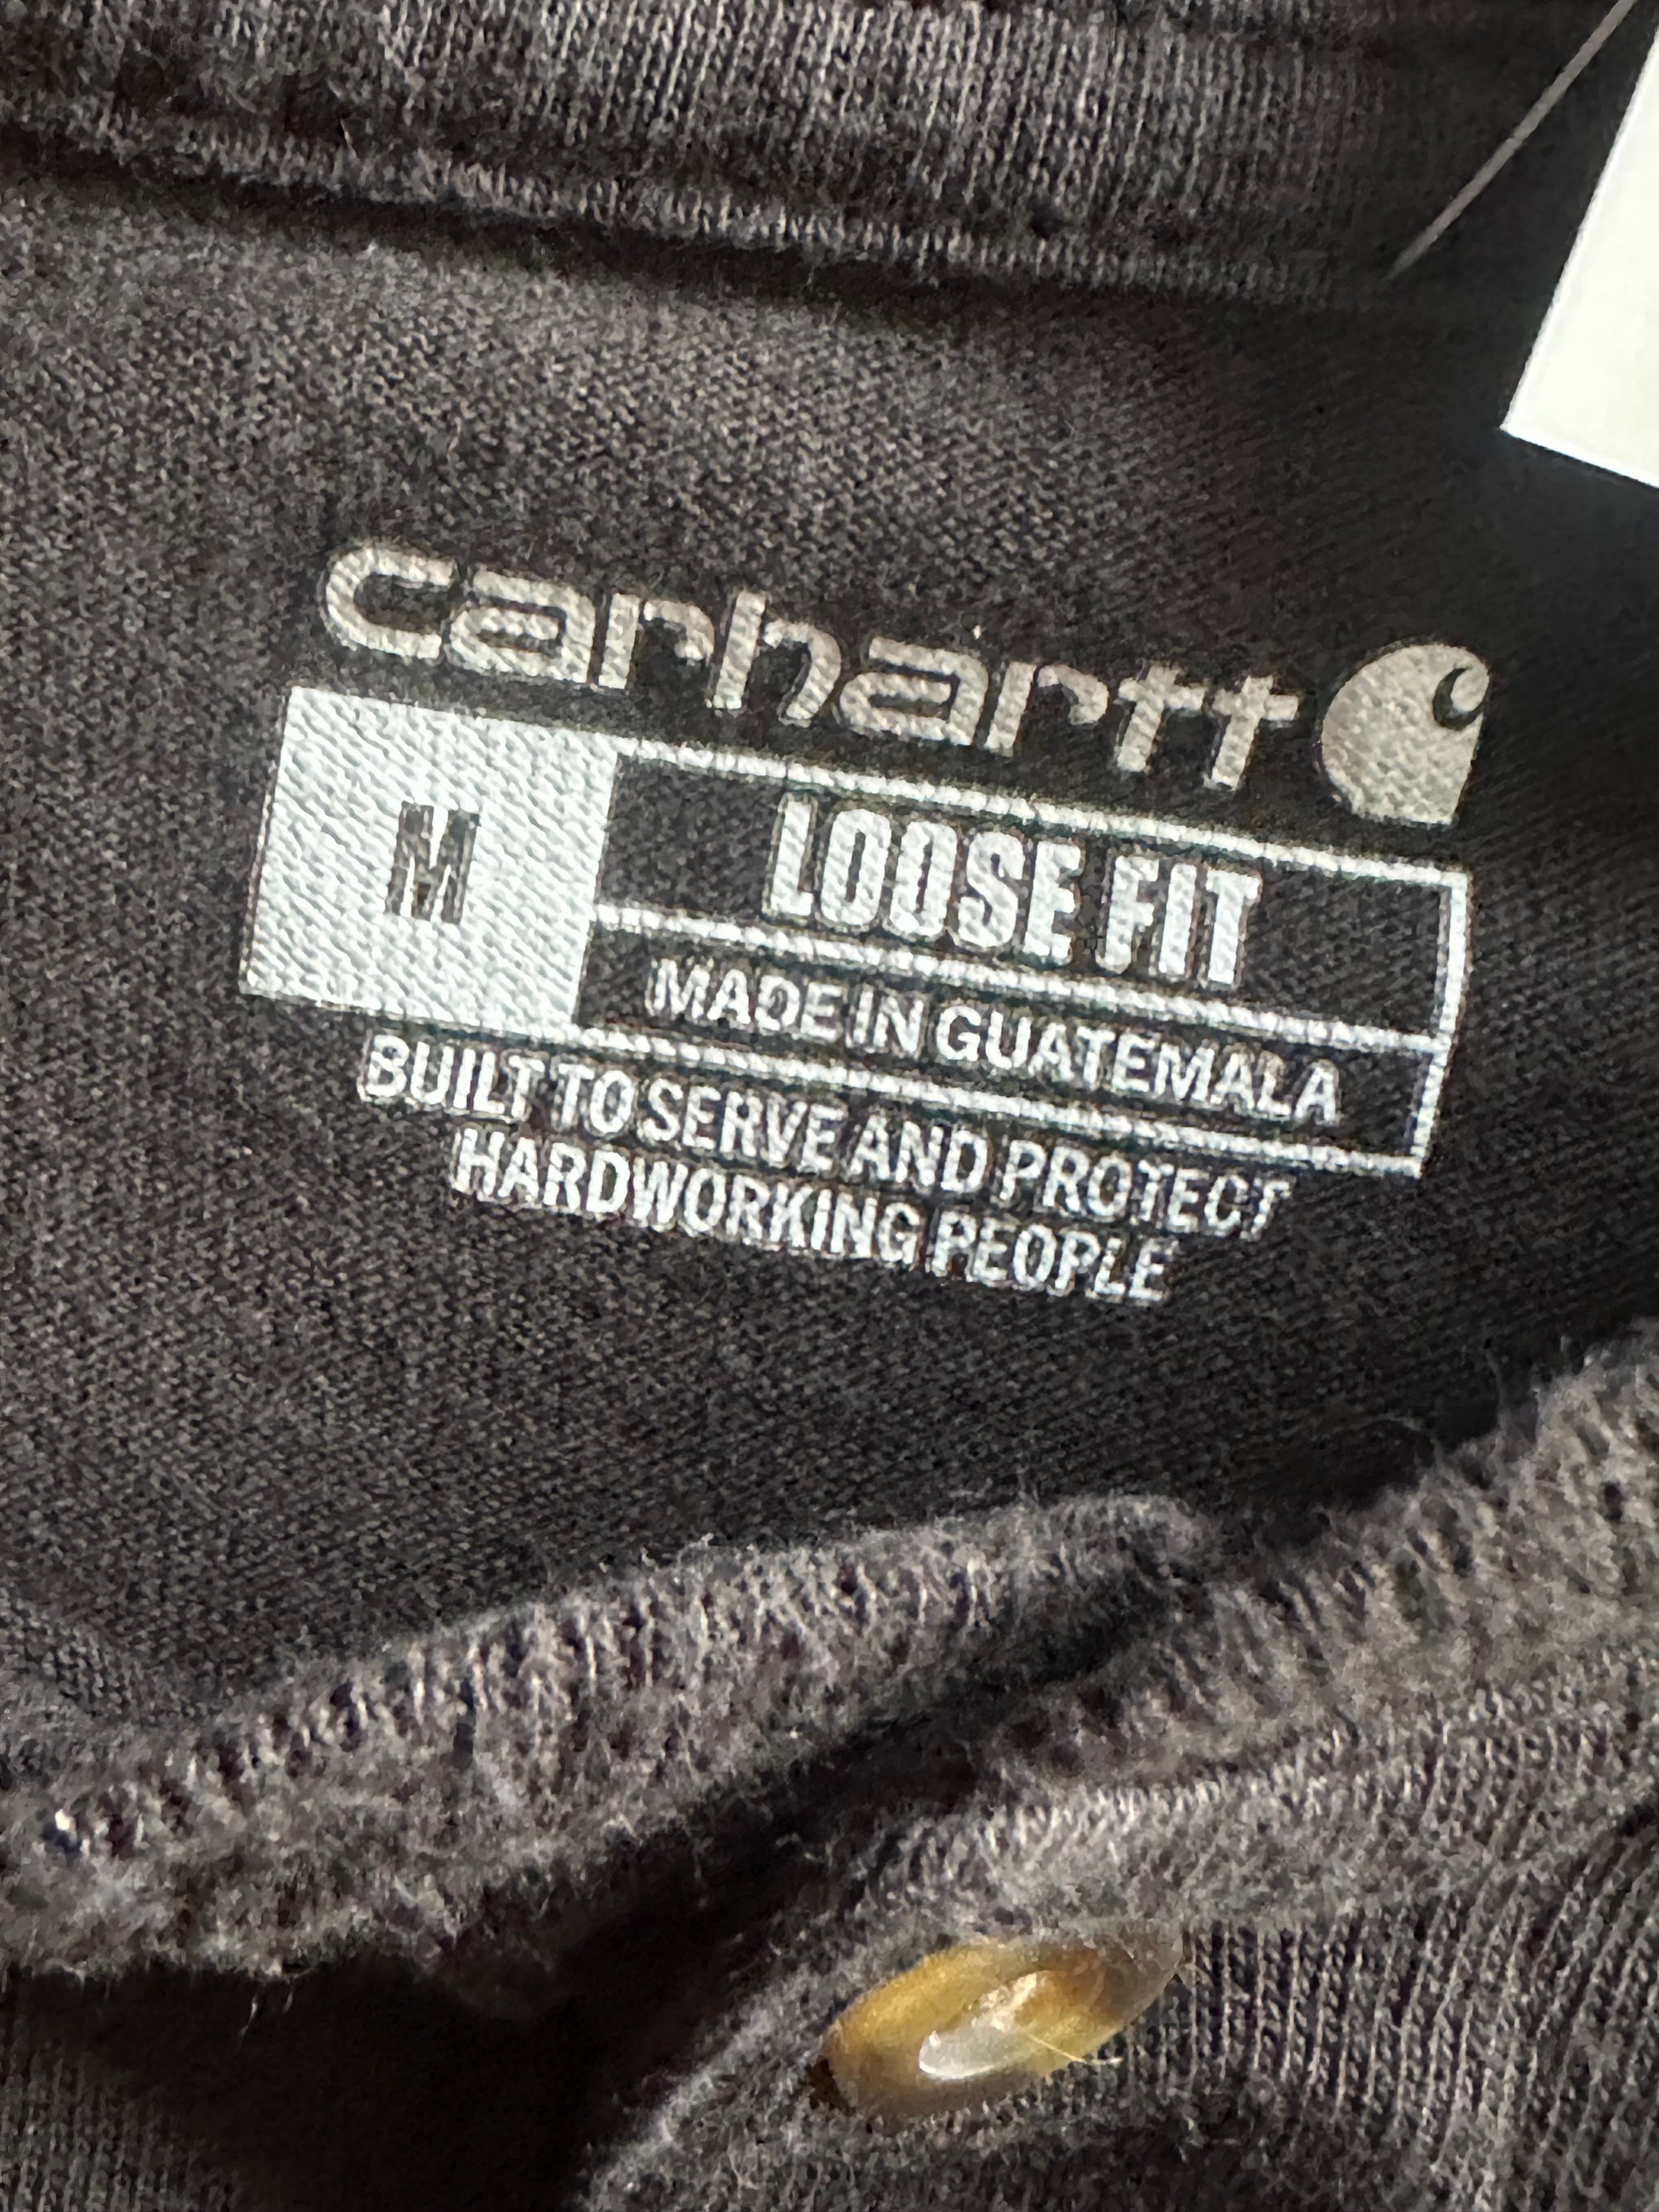 carhartt
M
LOOSE FIT
MADE IN GUATEMALA
BUILT TO SERVE AND PROTECT
HARDWORKING PEOPLE